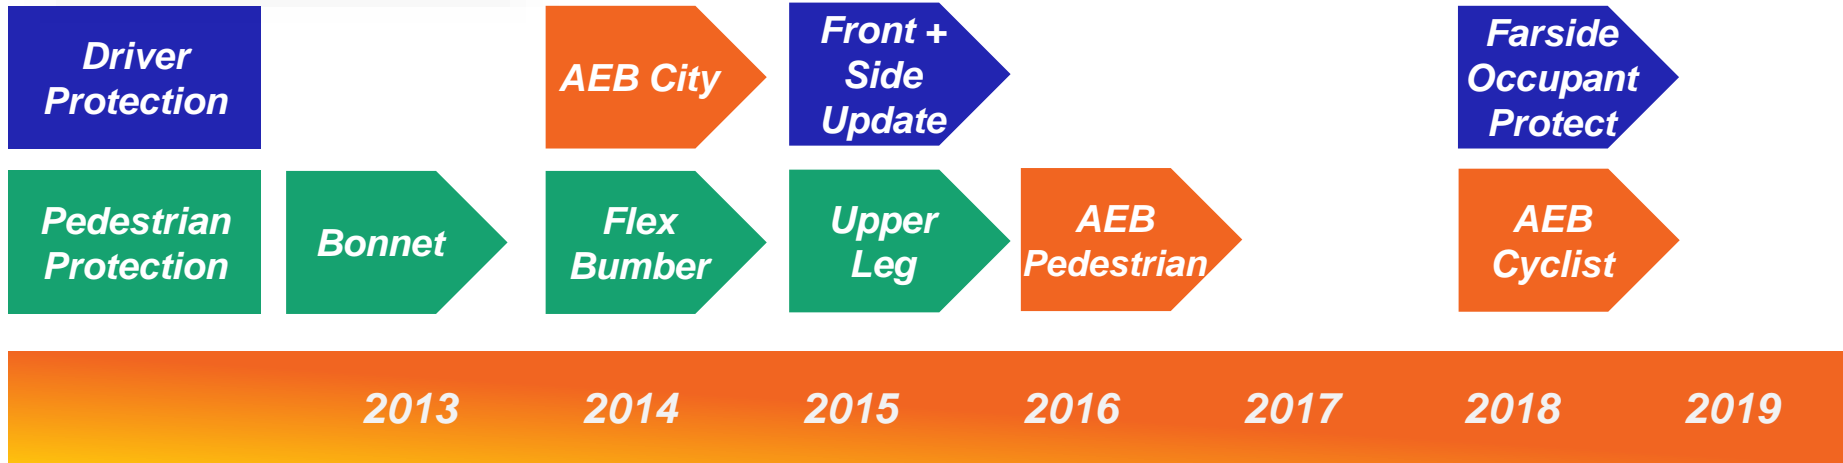 Driver
Protection
AEB City
Front +
Side
Update
Farside
Occupant
Protect
Pedestrian
Protection
Bonnet
Flex
Bumber
Upper
Leg
AEB
Pedestrian
AEB
Cyclist
2013 2014 2015 2016 2017 2018 2019